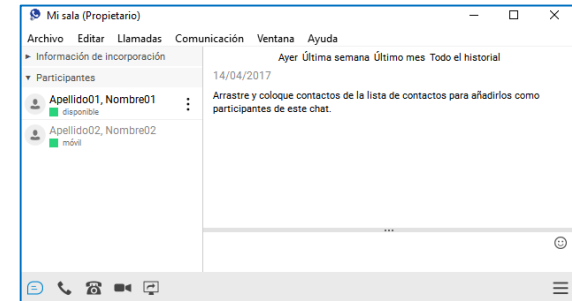 Mi sala (Propietario)
Archivo Editar Llamadas Comunicación Ventana Ayuda
Información de incorporación
Participantes
Apellido01, Nombre01
disponible
Apellido02, Nombre02
móvil
Ayer Última semana Último mes Todo el historial
14/04/2017
Arrastre y coloque contactos de la lista de contactos para añadirlos como
participantes de este chat.